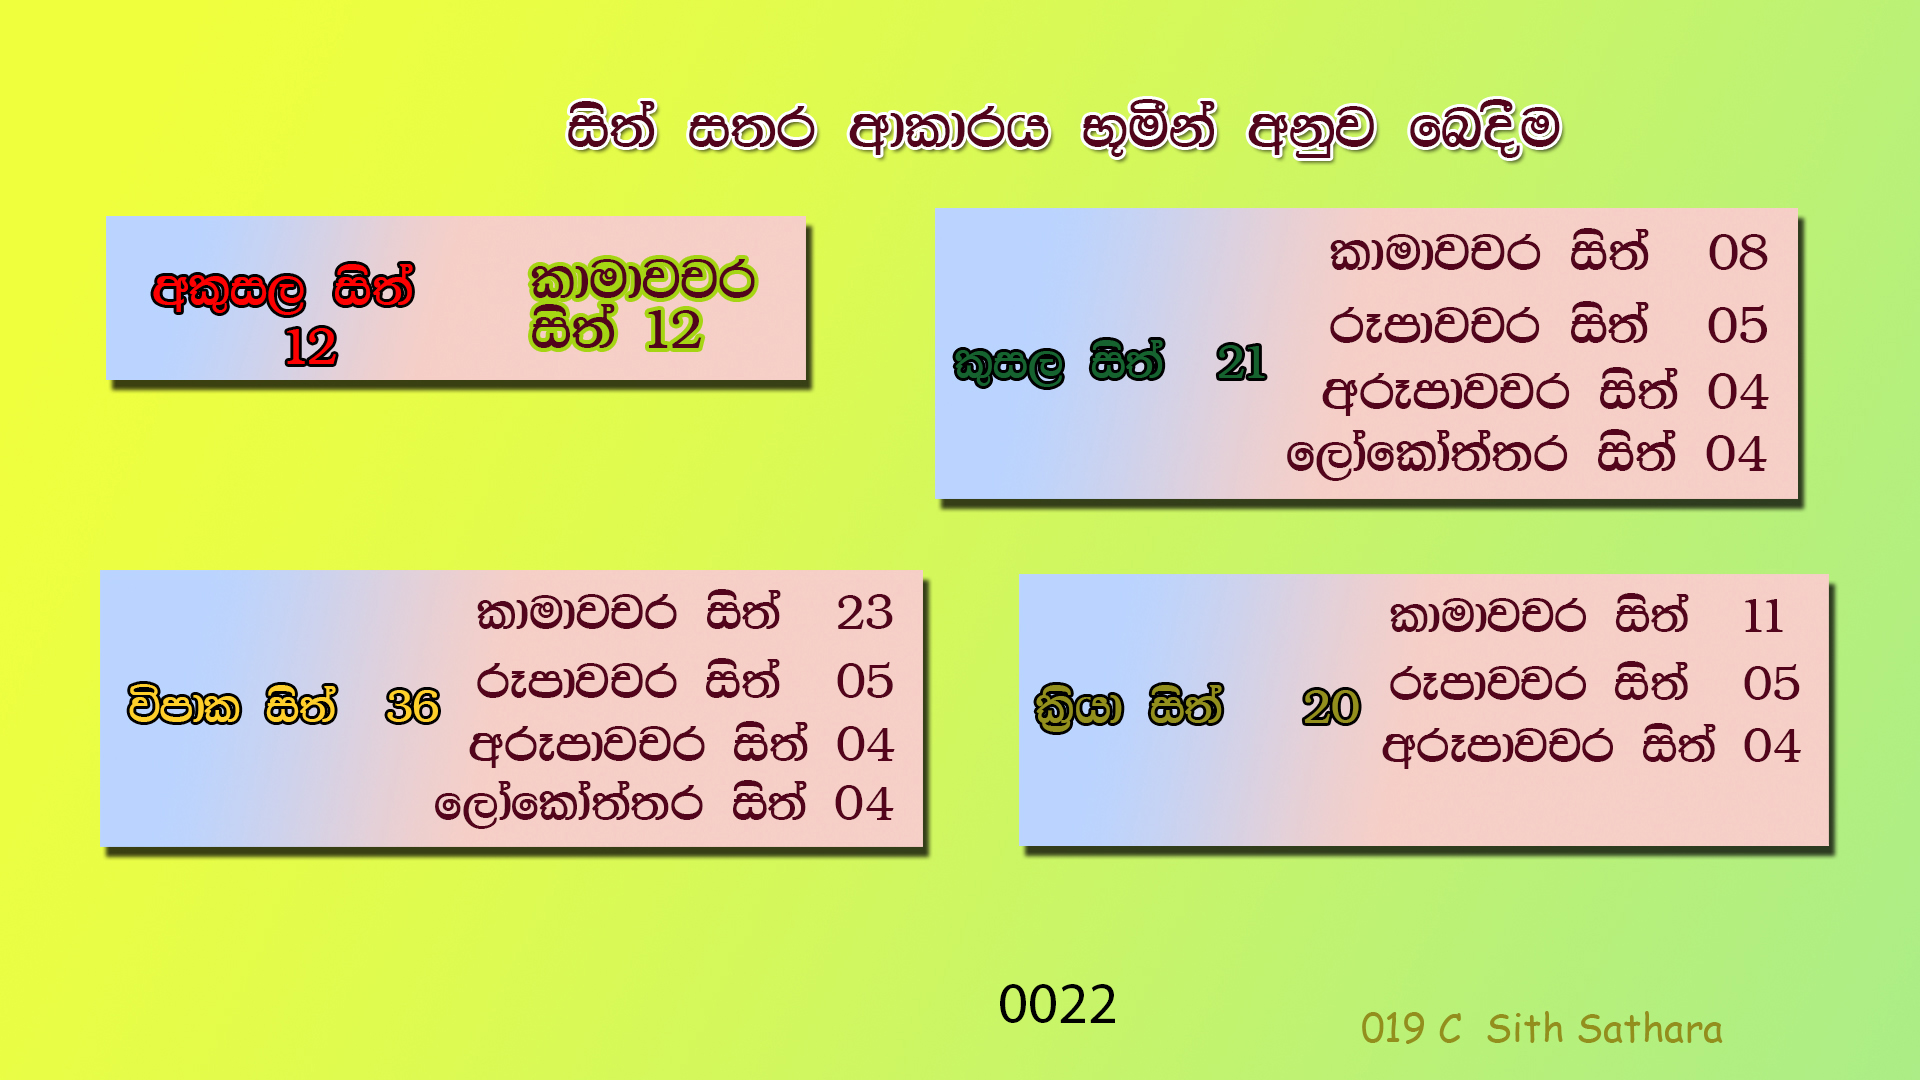 සිත් සතර ආකාරය භූමීන් අනුව බෙදීම
අකුසල සිත්
12
කාමාවචර
සිත් 12
කුසල සිත් 21
කාමාවචර සිත් 08
රූපාවචර සිත් 05
අරූපාවචර සිත් 04
ලෝකෝත්තර සිත් 04
විපාක සිත් 36
කාමාවචර සිත් 23
රූපාවචර සිත් 05
අරූපාවචර සිත් 04
ලෝකෝත්තර සිත් 04
ක්‍රියා සිත් 20
කාමාවචර සිත් 11
රූපාවචර සිත් 05
අරූපාවචර සිත් 04
0022
019 C Sith Sathara